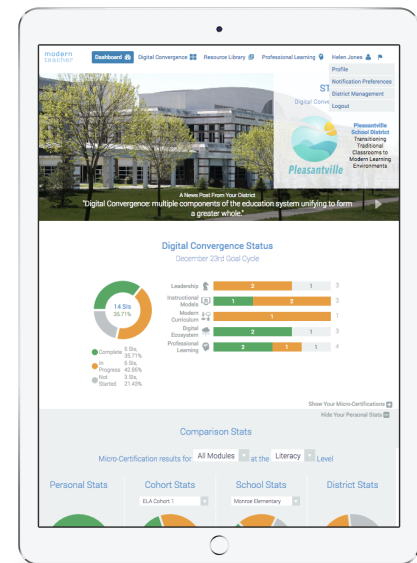 modern
teacher
Dashboard
Digital Convergence
Resource Library
Professional Learning
Helen Jones
Profile
Notification Preferences
District Management
Logout
ST
Digital Conve
Pleasantville
School District
Transitioning
Traditional
Classrooms to
Modern Learning
Environments
Pleasantville
A News Post From Your District
"Digital Convergence: multiple components of the education system unifying to form
a greater whole."
Digital Convergence Status
December 23rd Goal Cycle
14 SIs
35.71%
Complete 5 SIs,
35.71%
In 6 SIs,
Progress 42.86%
Not 3 SIs,
Started 21.43%
Leadership 2 1 3
Instructional
Models 1 2 3
Modern
Curriculum 1 1
Digital
Ecosystem 2 1 3
Professional
Learning 2 1 1 4
Show Your Micro-Certifications
Hide Your Personal Stats
Comparison Stats
Micro-Certification results for All Modules at the Literacy Level
Personal Stats
Cohort Stats
School Stats
District Stats
ELA Cohort 1
Monroe Elementary